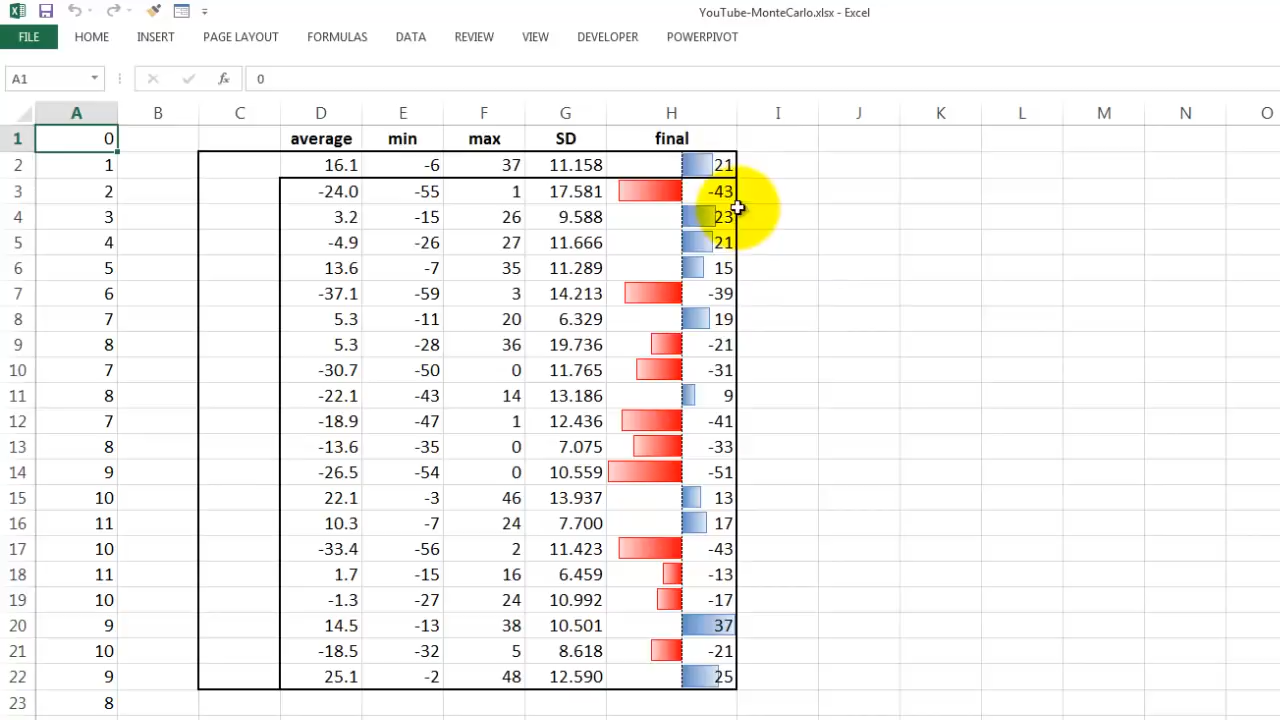 YouTube-MonteCarlo.xlsx - Excel
FILE HOME INSERT PAGE LAYOUT FORMULAS DATA REVIEW VIEW DEVELOPER POWERPIVOT
A1 fx 0
A B C D E F G H I J K L M N O
1 0 average min max SD final
2 1 16.1 -6 37 11.158 21
3 2 -24.0 -55 1 17.581 -43
4 3 3.2 -15 26 9.588 23
5 4 -4.9 -26 27 11.666 21
6 5 13.6 -7 35 11.289 15
7 6 -37.1 -59 3 14.213 -39
8 7 5.3 -11 20 6.329 19
9 8 5.3 -28 36 19.736 -21
10 7 -30.7 -50 0 11.765 -31
11 8 -22.1 -43 14 13.186 9
12 7 -18.9 -47 1 12.436 -41
13 8 -13.6 -35 0 7.075 -33
14 9 -26.5 -54 0 10.559 -51
15 10 22.1 -3 46 13.937 13
16 11 10.3 -7 24 7.700 17
17 10 -33.4 -56 2 11.423 -43
18 11 1.7 -15 16 6.459 -13
19 10 -1.3 -27 24 10.992 -17
20 9 14.5 -13 38 10.501 37
21 10 -18.5 -32 5 8.618 -21
22 9 25.1 -2 48 12.590 25
23 8